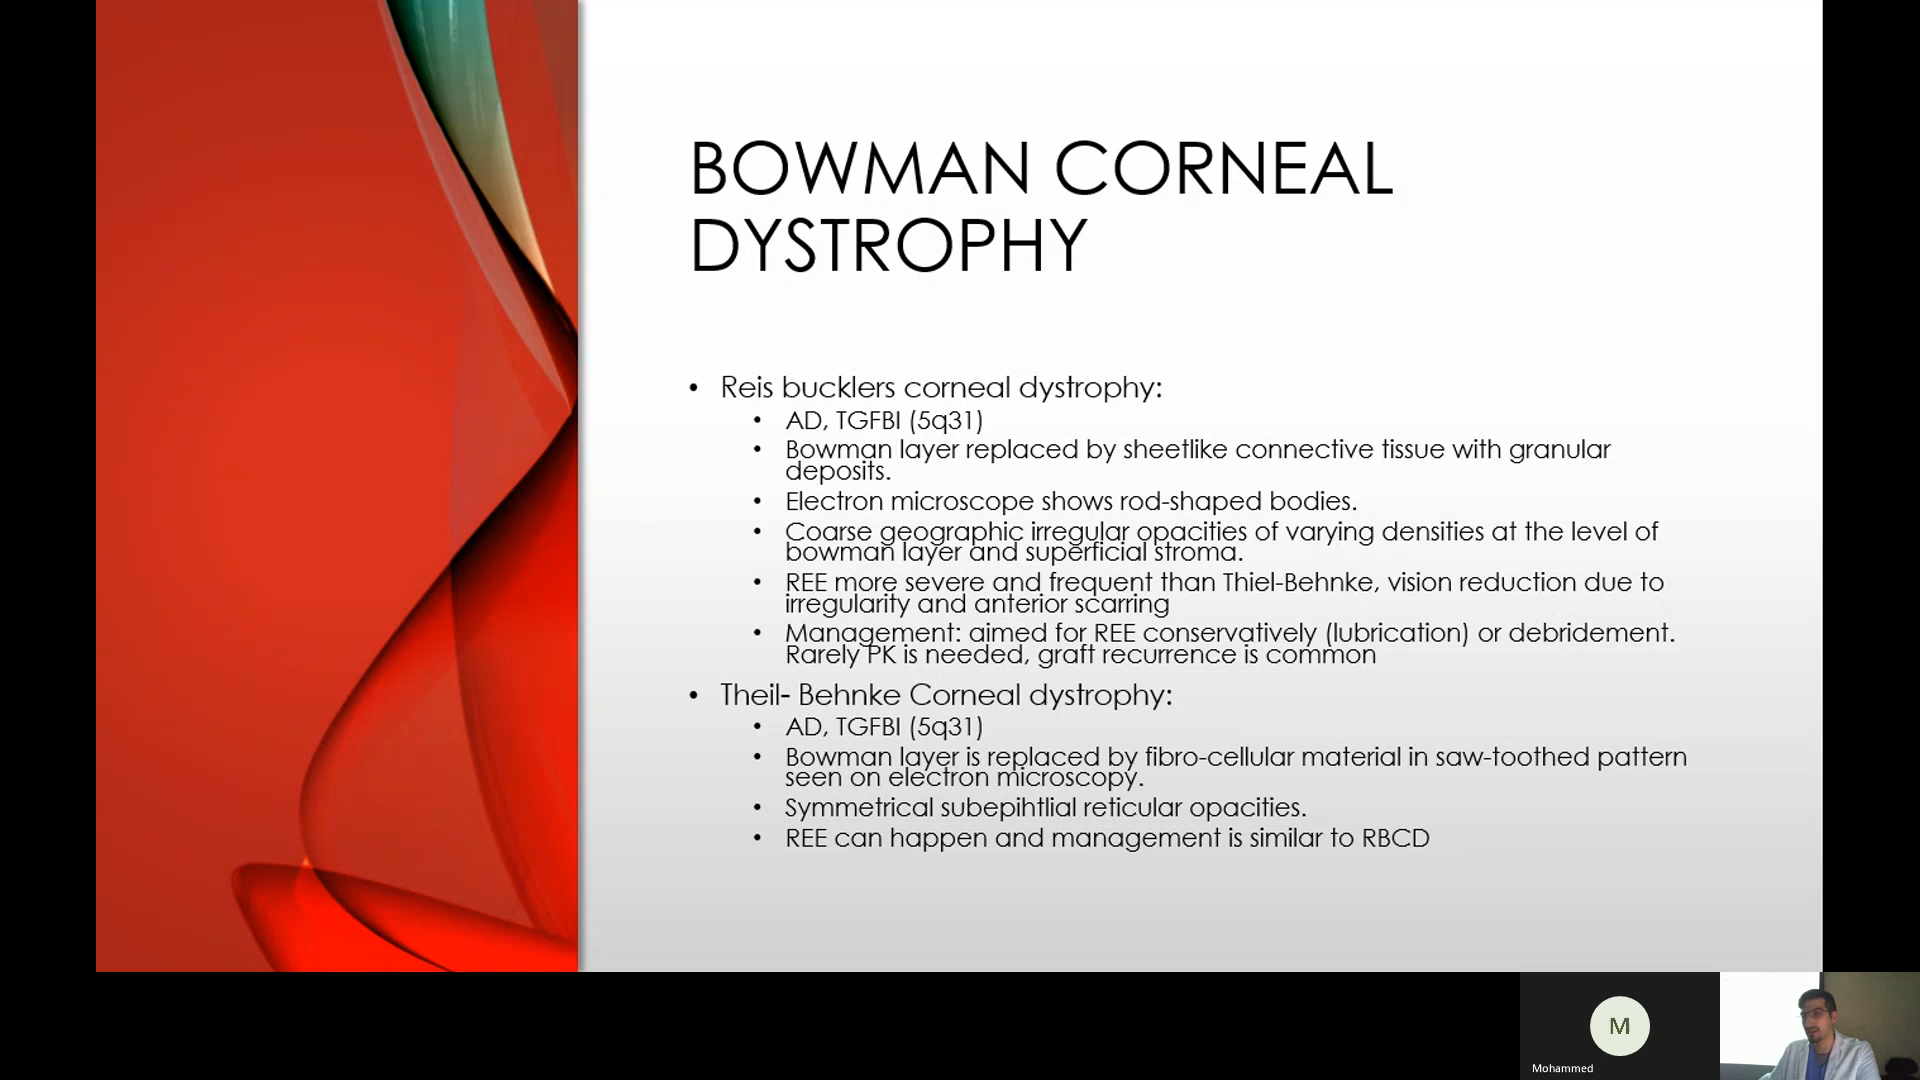 BOWMAN CORNEAL
DYSTROPHY
• Reis bucklers corneal dystrophy:
• AD, TGFBI (5q31)
• Bowman layer replaced by sheetlike connective tissue with granular
deposits.
• Electron microscope shows rod-shaped bodies.
• Coarse geographic irregular opacities of varying densities at the level of
bowman layer and superficial stroma.
• REE more severe and frequent than Thiel-Behnke, vision reduction due to
irregularity and anterior scarring
• Management: aimed for REE conservatively (lubrication) or debridement.
Rarely PK is needed, graft recurrence is common
• Theil- Behnke Corneal dystrophy:
• AD, TGFBI (5q31)
• Bowman layer is replaced by fibro-cellular material in saw-toothed pattern
seen on electron microscopy.
• Symmetrical subepihtlial reticular opacities.
• REE can happen and management is similar to RBCD
M
Mohammed